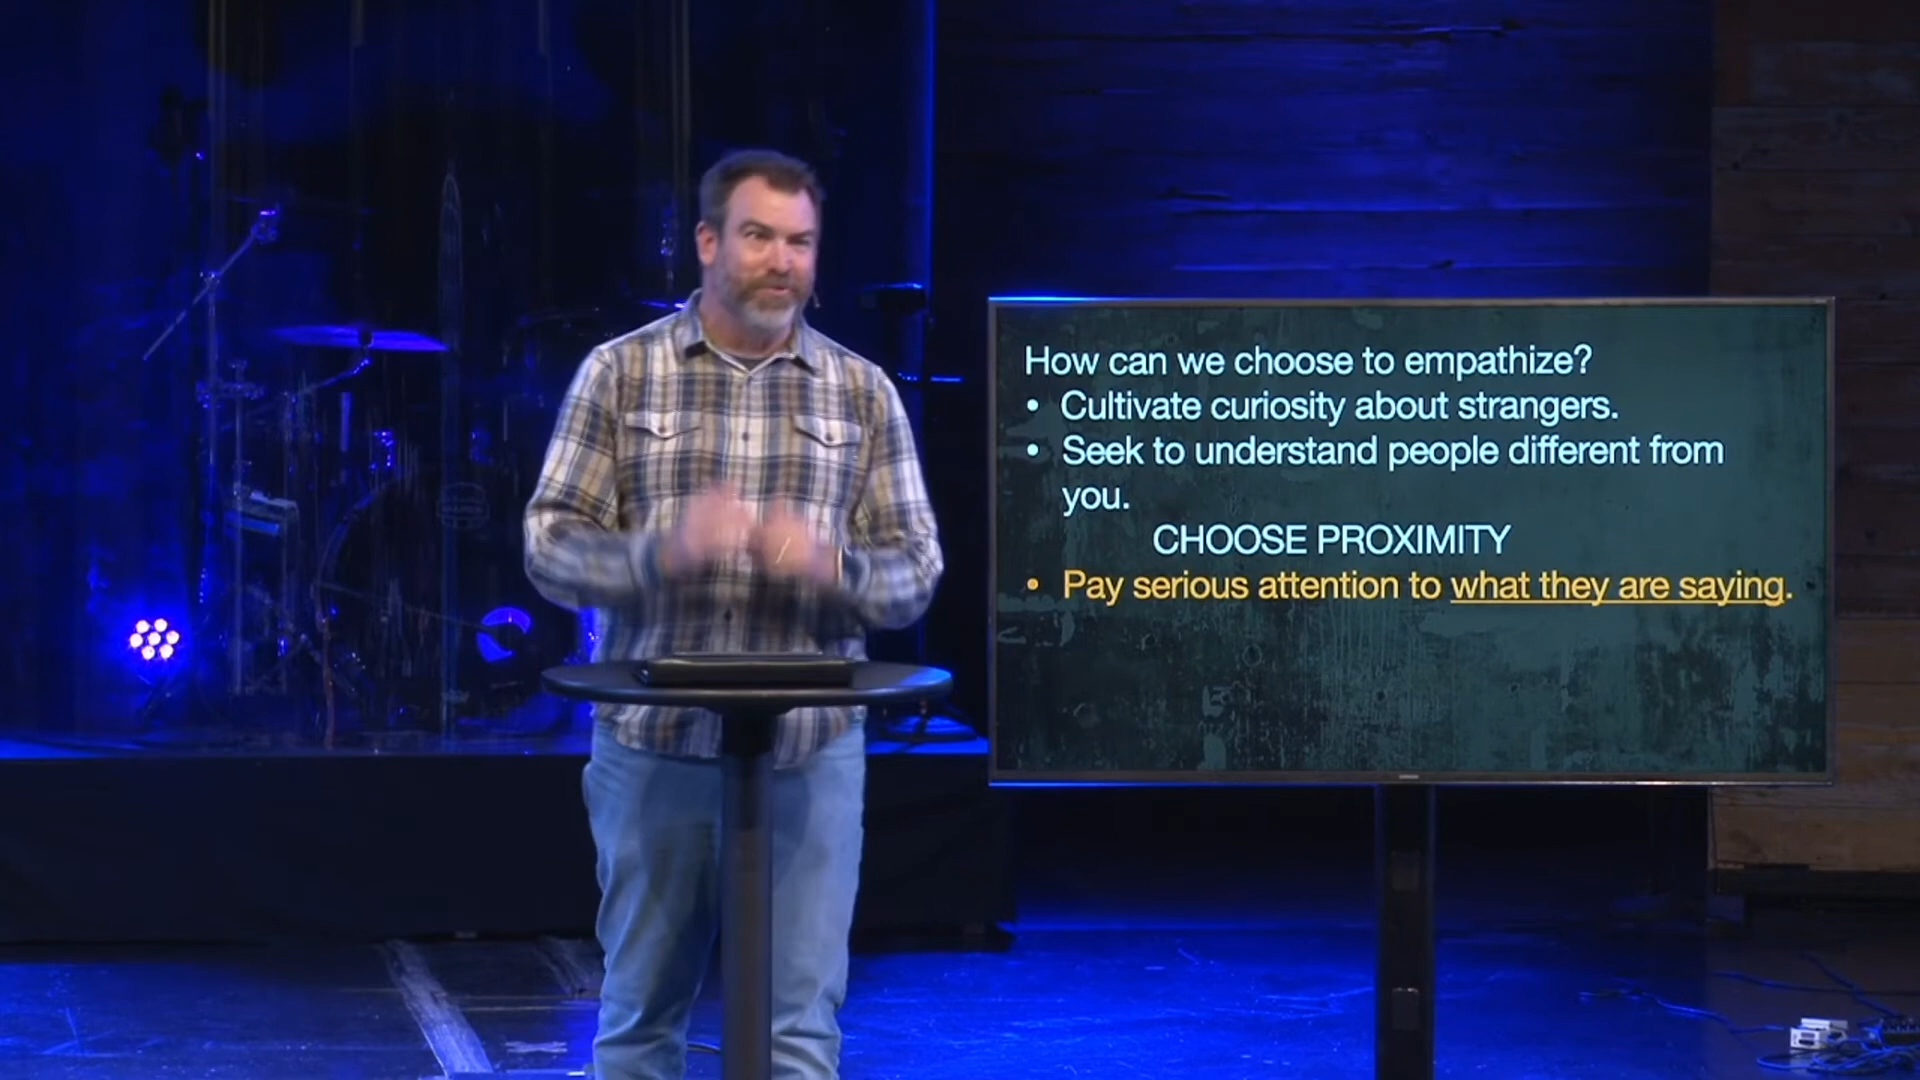 How can we choose to empathize?
• Cultivate curiosity about strangers.
• Seek to understand people different from
you.
CHOOSE PROXIMITY
• Pay serious attention to what they are saying.